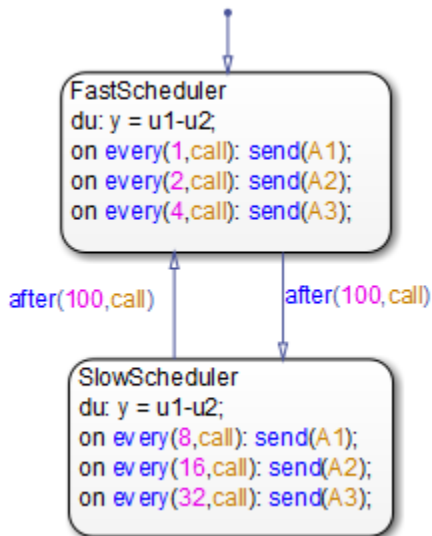 FastScheduler
du: y = u1-u2;
on every(1,call): send(A1);
on every(2,call): send(A2);
on every(4,call): send(A3);
after(100,call)
after(100,call)
SlowScheduler
du: y = u1-u2;
on every(8,call): send(A1);
on every(16,call): send(A2);
on every(32,call): send(A3);